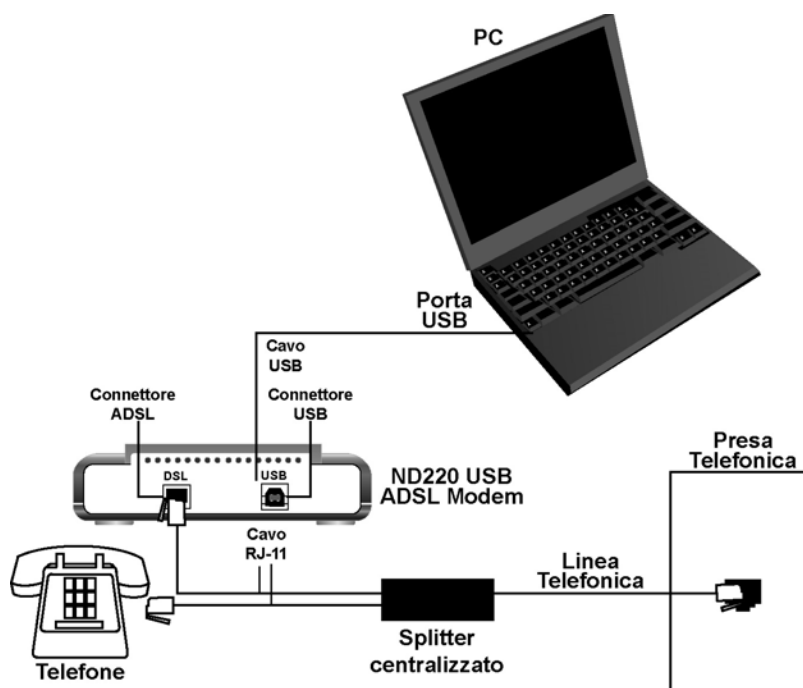 PC
Porta
USB
Cavo
USB
Connettore
ADSL
Connettore
USB
DSL
USB
ND220 USB
ADSL Modem
Presa
Telefonica
Cavo
RJ-11
Linea
Telefonica
Splitter
centralizzato
Telefone